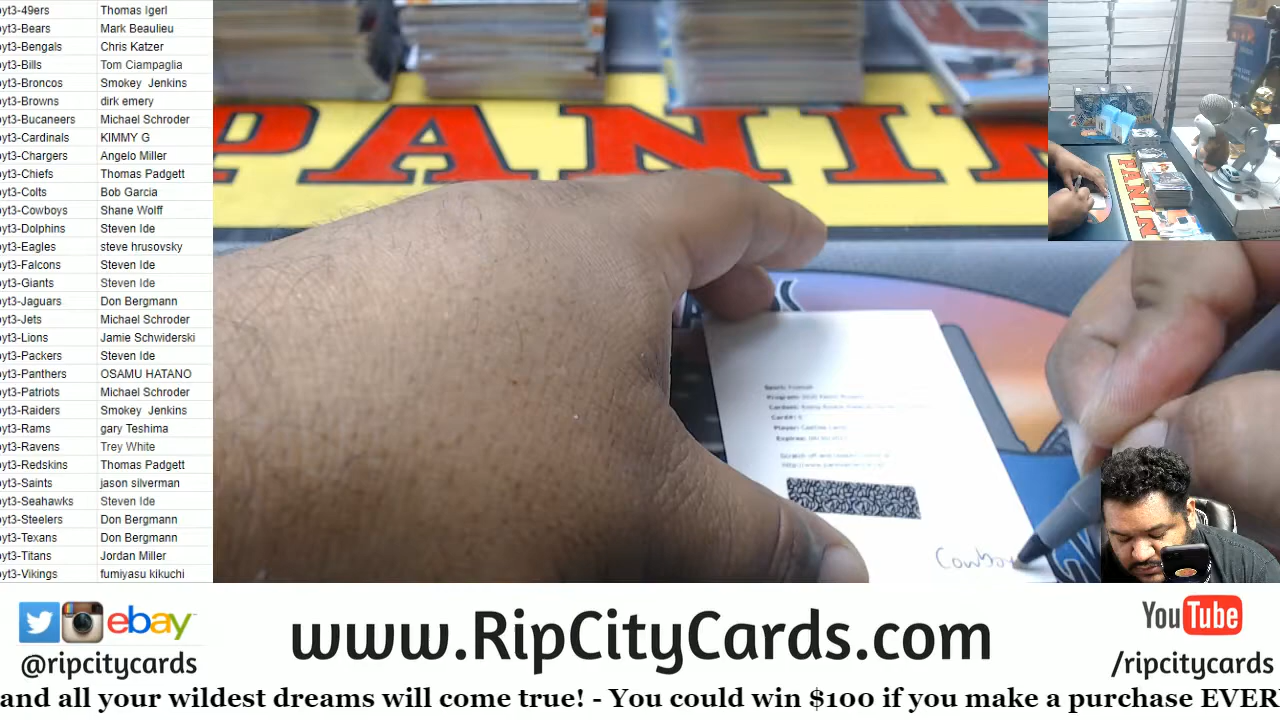 yt3-49ers Thomas Igerl
yt3-Bears Mark Beaulieu
yt3-Bengals Chris Katzer
yt3-Bills Tom Ciampaglia
yt3-Broncos Smokey Jenkins
yt3-Browns dirk emery
yt3-Bucaneers Michael Schroder
yt3-Cardinals KIMMY G
yt3-Chargers Angelo Miller
yt3-Chiefs Thomas Padgett
yt3-Colts Bob Garcia
yt3-Cowboys Shane Wolff
yt3-Dolphins Steven Ide
yt3-Eagles steve hrusovsky
yt3-Falcons Steven Ide
yt3-Giants Steven Ide
yt3-Jaguars Don Bergmann
yt3-Jets Michael Schroder
yt3-Lions Jamie Schwiderski
yt3-Packers Steven Ide
yt3-Panthers OSAMU HATANO
yt3-Patriots Michael Schroder
yt3-Raiders Smokey Jenkins
yt3-Rams gary Teshima
yt3-Ravens Troy Tonte
yt3-Redskins Thomas Padgett
yt3-Saints jason silverman
yt3-Seahawks Steven Ide
yt3-Steelers Don Bergmann
yt3-Texans Don Bergmann
yt3-Titans Jordan Miller
yt3-Vikings fumiyasu kikuchi
PANIN
PANIN
Cowboy
ebay
@ripcitycards
www.RipCityCards.com
YouTube
/ripcitycards
and all your wildest dreams will come true! - You could win $100 if you make a purchase EVER